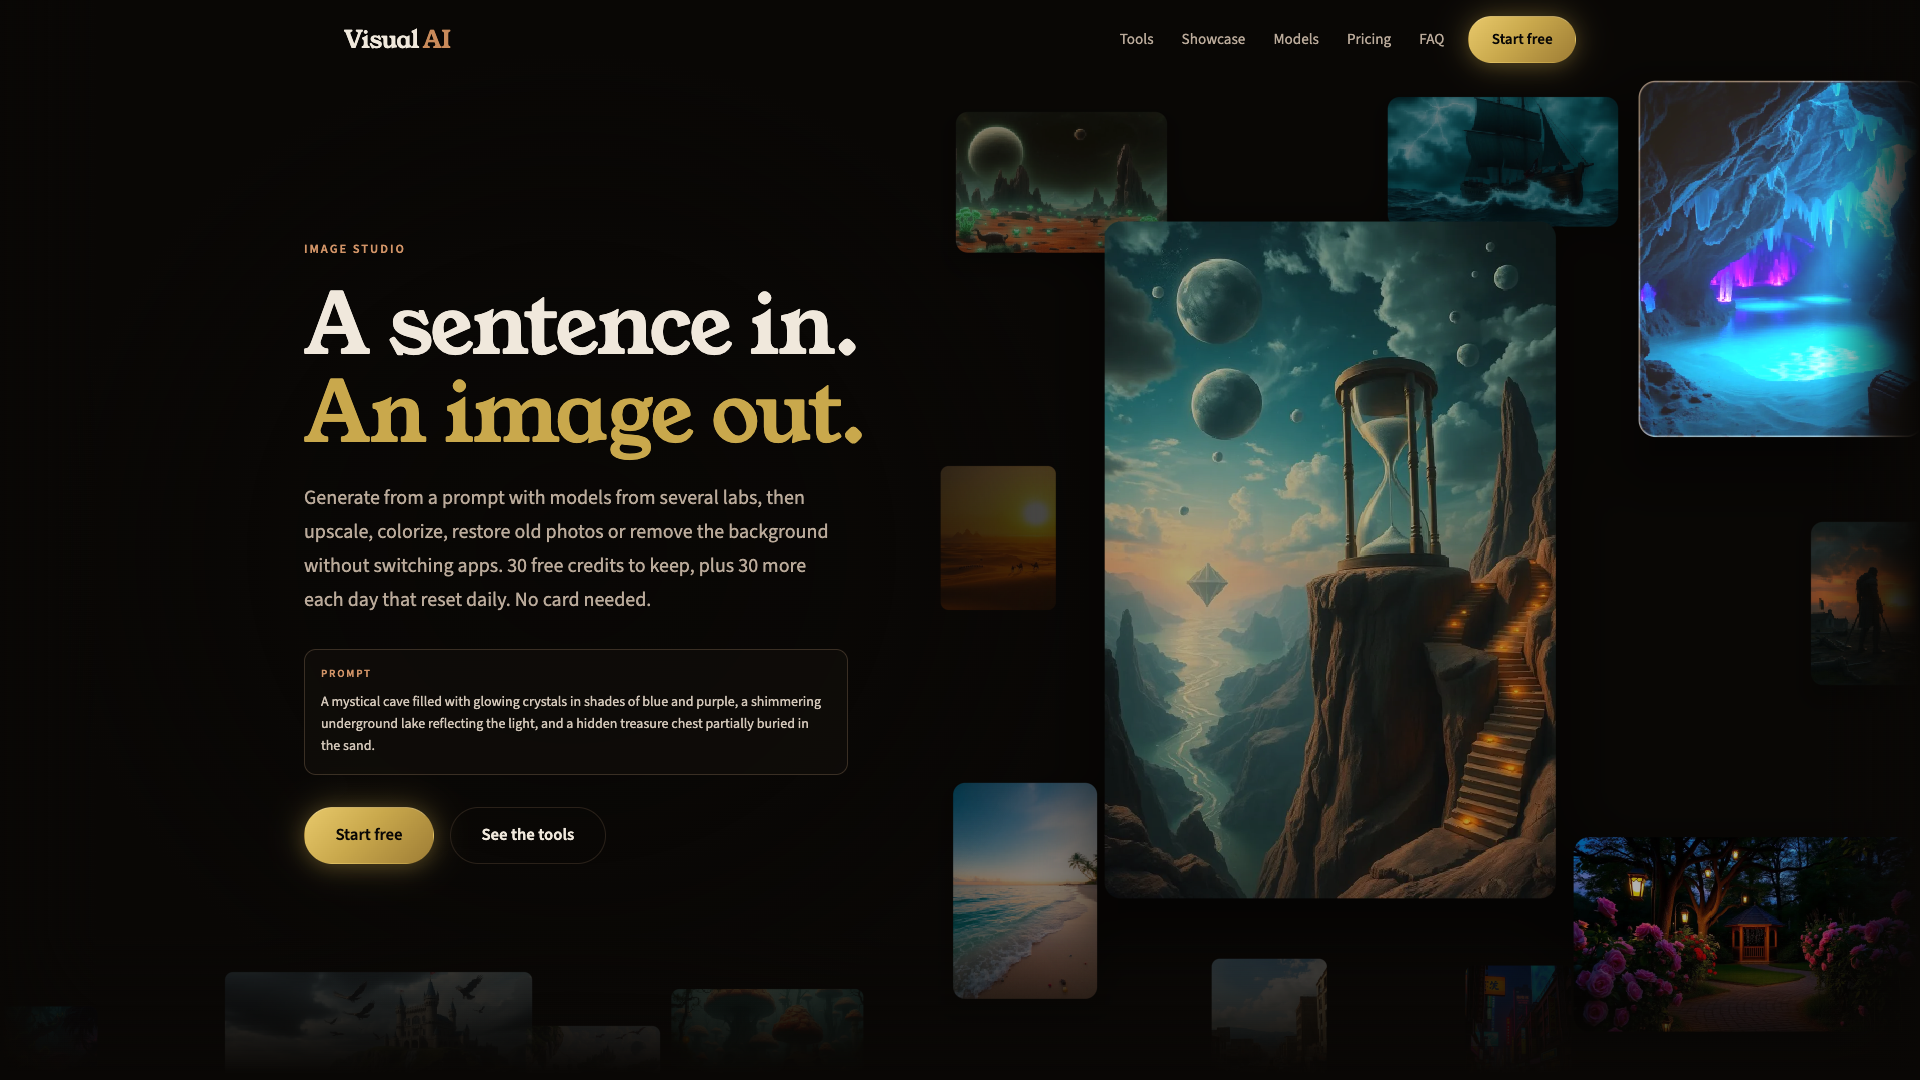 Visual AI
Tools
Showcase
Models
Pricing
FAQ
Start free
IMAGE STUDIO
A sentence in.
An image out.
Generate from a prompt with models from several labs, then
upscale, colorize, restore old photos or remove the background
without switching apps. 30 free credits to keep, plus 30 more
each day that reset daily. No card needed.
PROMPT
A mystical cave filled with glowing crystals in shades of blue and purple, a shimmering
underground lake reflecting the light, and a hidden treasure chest partially buried in
the sand.
Start free
See the tools